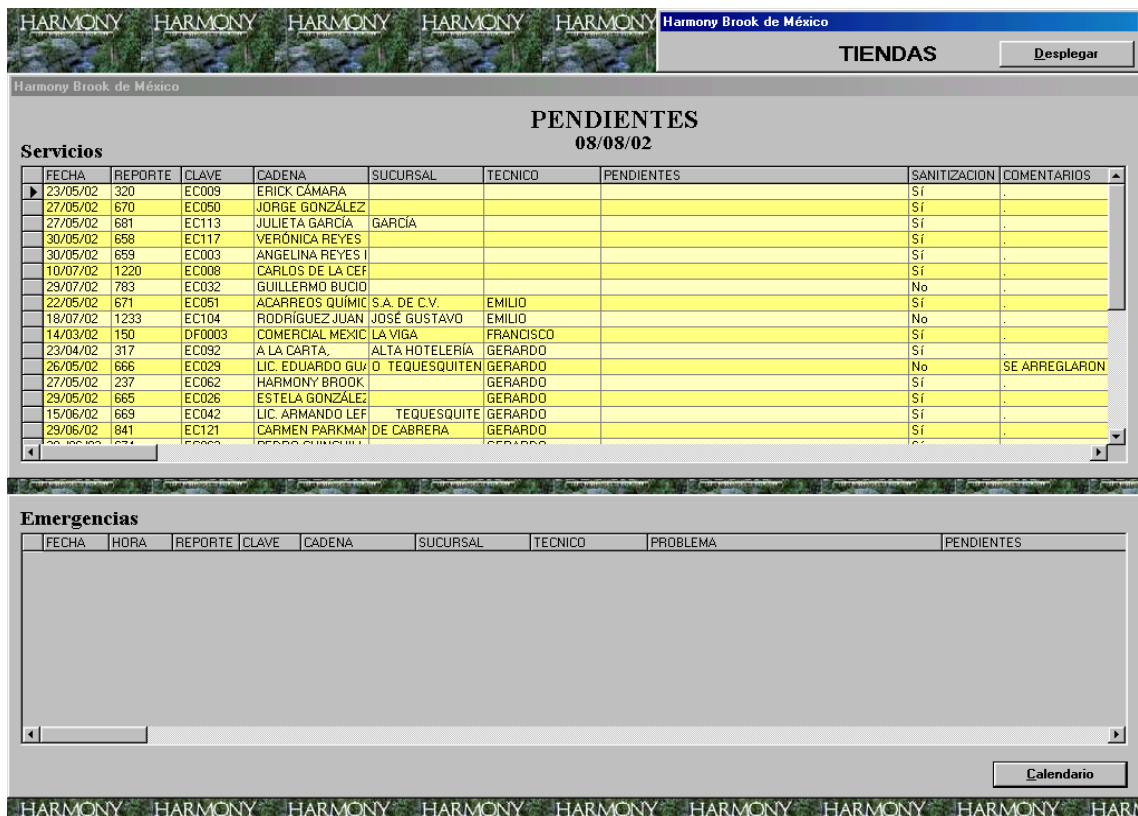 HARMONY HARMONY HARMONY HARMONY HARMONY Harmony Brook de México
TIENDAS Desplegar
Harmony Brook de México
PENDIENTES
08/08/02
Servicios
FECHA REPORTE CLAVE CADENA SUCURSAL TECNICO PENDIENTES SANITIZACION COMENTARIOS
23/05/02 320 EC009 ERICK CÁMARA Sí .
27/05/02 670 EC050 JORGE GONZÁLEZ Sí .
27/05/02 681 EC113 JULIETA GARCÍA GARCÍA Sí .
30/05/02 658 EC117 VERÓNICA REYES Sí .
30/05/02 659 EC003 ANGELINA REYES Sí .
10/07/02 1220 EC008 CARLOS DE LA Sí .
29/07/02 783 EC032 GUILLERMO BUCIO No .
22/05/02 671 EC051 ACARREOS QUÍMIC S.A. DE C.V. EMILIO Sí .
18/07/02 1233 EC104 RODRÍGUEZ JUAN JOSÉ GUSTAVO EMILIO No .
14/03/02 150 DF0003 COMERCIAL MEXIC LA VIGA FRANCISCO Sí .
23/04/02 317 EC092 A LA CARTA, ALTA HOTELERÍA GERARDO Sí .
26/05/02 666 EC029 LIC. EDUARDO O TEQUESQUITEN GERARDO No SE ARREGLARON
27/05/02 237 EC062 HARMONY BROOK GERARDO Sí .
29/05/02 665 EC026 ESTELA GONZÁLEZ GERARDO Sí .
15/06/02 669 EC042 LIC. ARMANDO LEF TEQUESQUITE GERARDO Sí .
29/06/02 841 EC121 CARMEN PARKMAN DE CABRERA GERARDO Sí .
Emergencias
FECHA HORA REPORTE CLAVE CADENA SUCURSAL TECNICO PROBLEMA PENDIENTES
Calendario
HARMONY HARMONY HARMONY HARMONY HARMONY HARMONY HARMONY HARMONY HAR